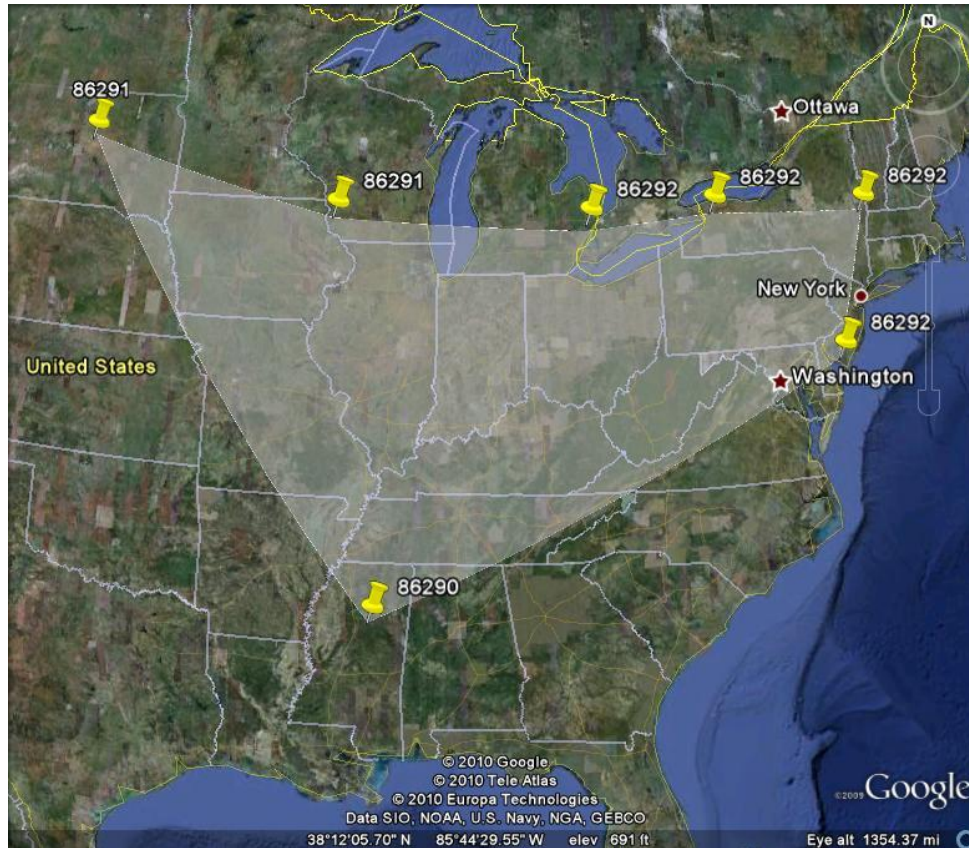 N
86291
Ottawa
86291
86292
86292
86292
New York
86292
United States
Washington
86290
© 2010 Google
© 2010 Tele Atlas
© 2010 Europa Technologies
Data SIO, NOAA, U.S. Navy, NGA, GEBCO
©2009 Google
38°12'05.70" N 85°44'29.55" W elev 691 ft Eye alt 1354.37 mi